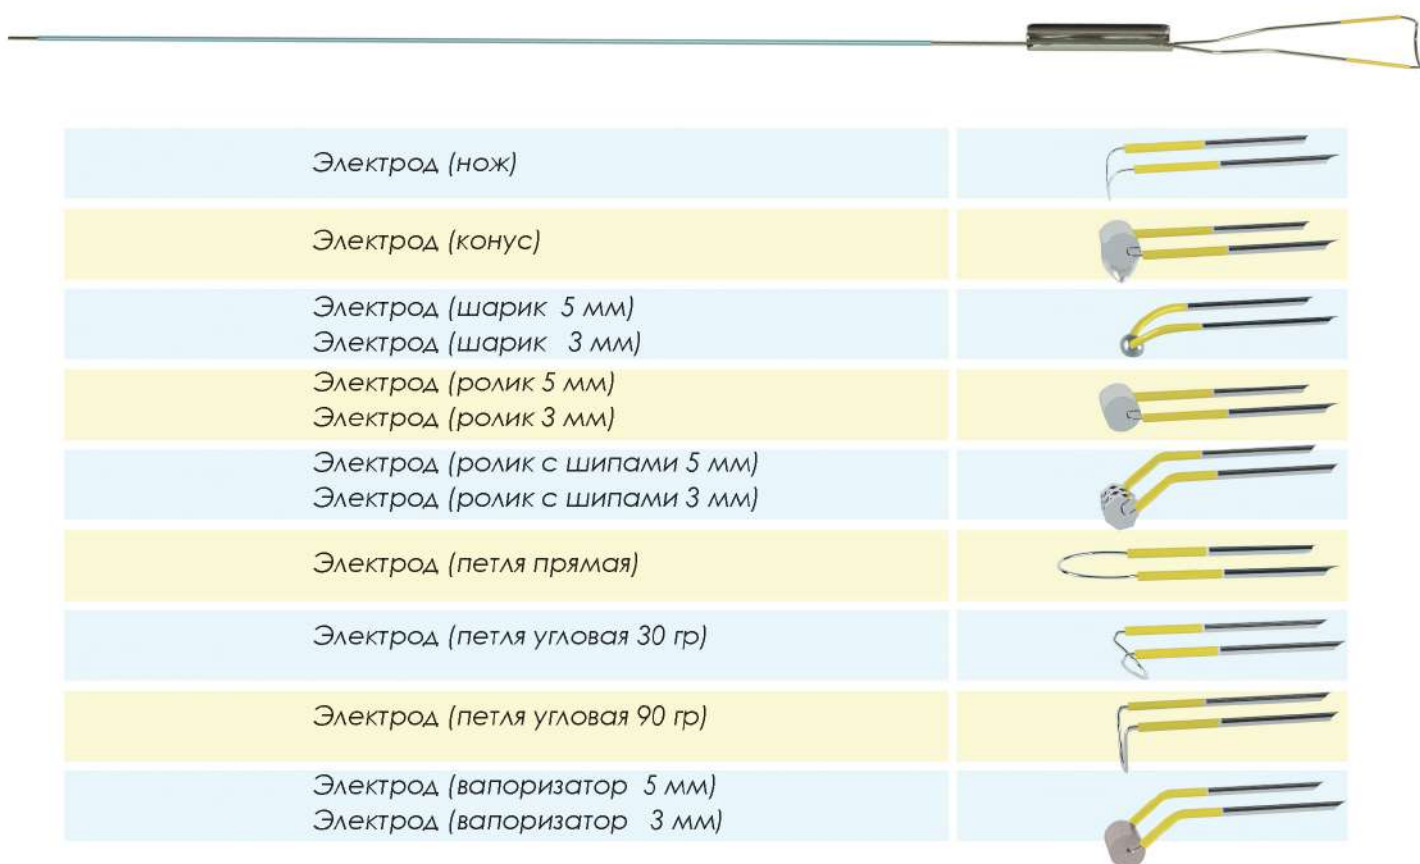 Электрод (нож)
Электрод (конус)
Электрод (шарик 5 мм)
Электрод (шарик 3 мм)
Электрод (ролик 5 мм)
Электрод (ролик 3 мм)
Электрод (ролик с шипами 5 мм)
Электрод (ролик с шипами 3 мм)
Электрод (петля прямая)
Электрод (петля угловая 30 гр)
Электрод (петля угловая 90 гр)
Электрод (вапоризатор 5 мм)
Электрод (вапоризатор 3 мм)